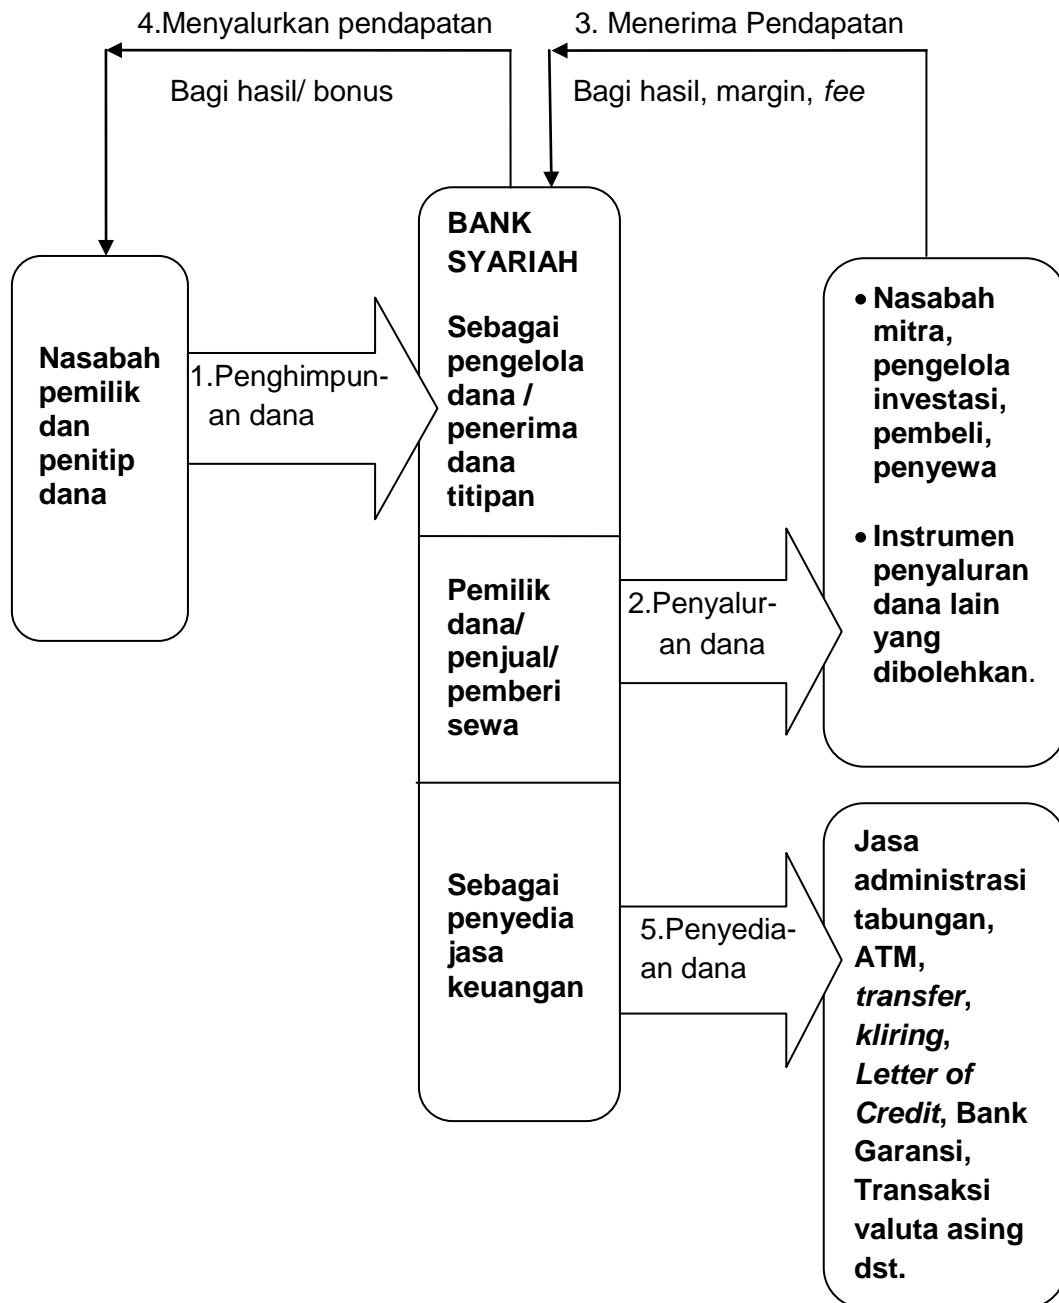 4.Menyalurkan pendapatan
Bagi hasil/ bonus
3. Menerima Pendapatan
Bagi hasil, margin, fee
Nasabah
pemilik
dan
penitip
dana
1.Penghimpun-
an dana
BANK
SYARIAH
Sebagai
pengelola
dana /
penerima
dana
titipan
Pemilik
dana/
penjual/
pemberi
sewa
Sebagai
penyedia
jasa
keuangan
2.Penyalur-
an dana
• Nasabah
mitra,
pengelola
investasi,
pembeli,
penyewa
• Instrumen
penyaluran
dana lain
yang
dibolehkan.
5.Penyedia-
an dana
Jasa
administrasi
tabungan,
ATM,
transfer,
kliring,
Letter of
Credit, Bank
Garansi,
Transaksi
valuta asing
dst.